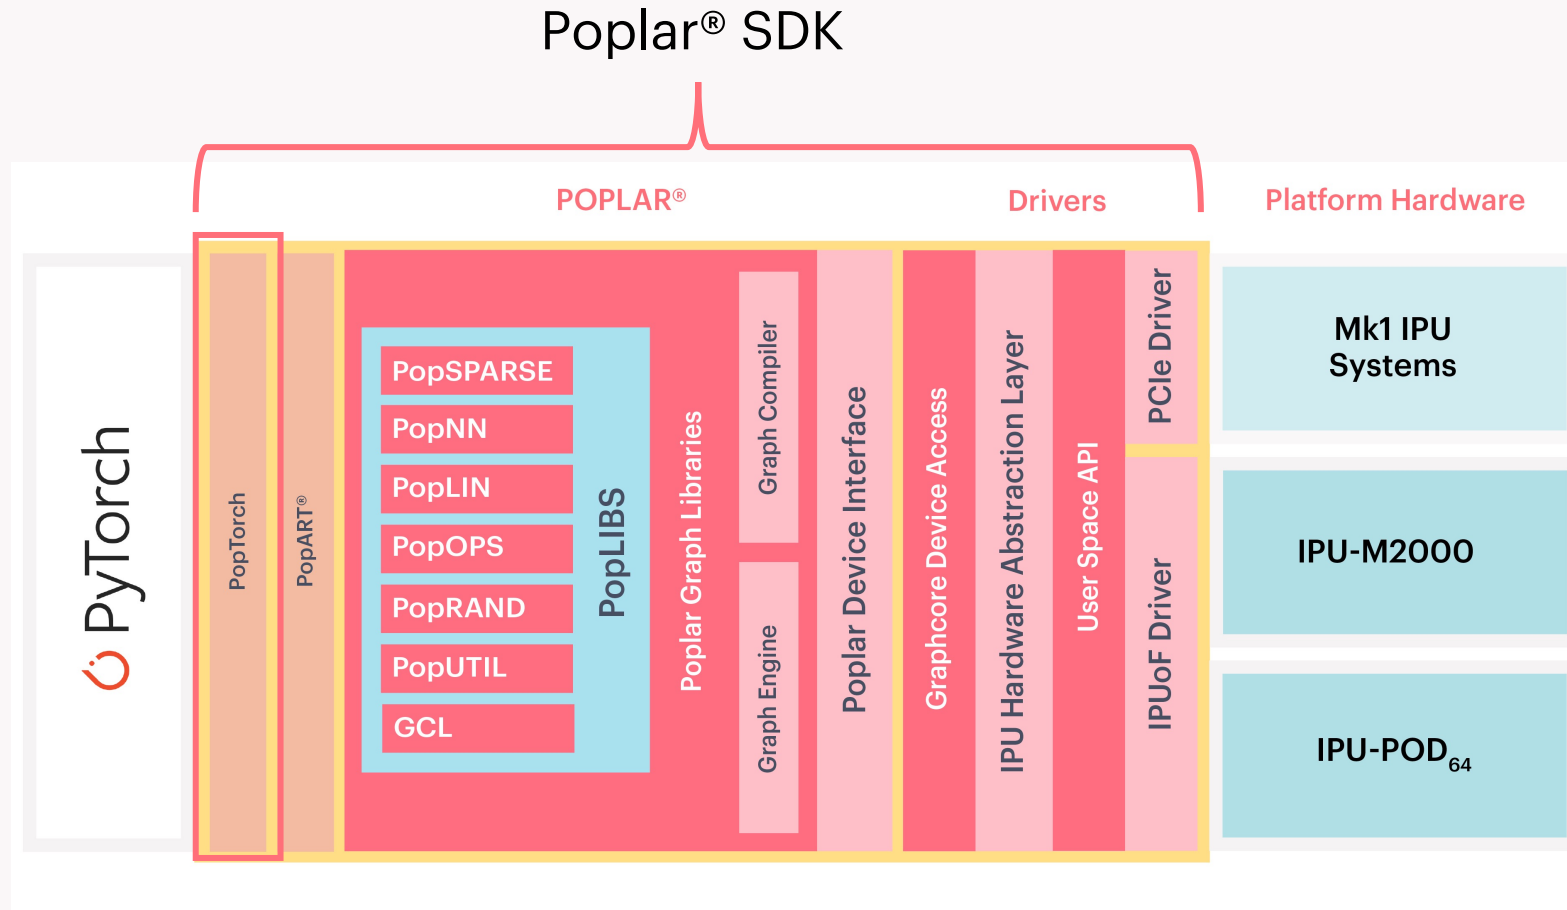 Poplar® SDK
POPLAR®
Drivers
Platform Hardware
PyTorch
PopTorch
PopART®
PopSPARSE
PopNN
PopLIN
PopOPS
PopRAND
PopUTIL
GCL
PopLIBS
Poplar Graph Libraries
Graph Compiler
Graph Engine
Poplar Device Interface
Graphcore Device Access
IPU Hardware Abstraction Layer
User Space API
PCIe Driver
IPUoF Driver
Mk1 IPU
Systems
IPU-M2000
IPU-POD64